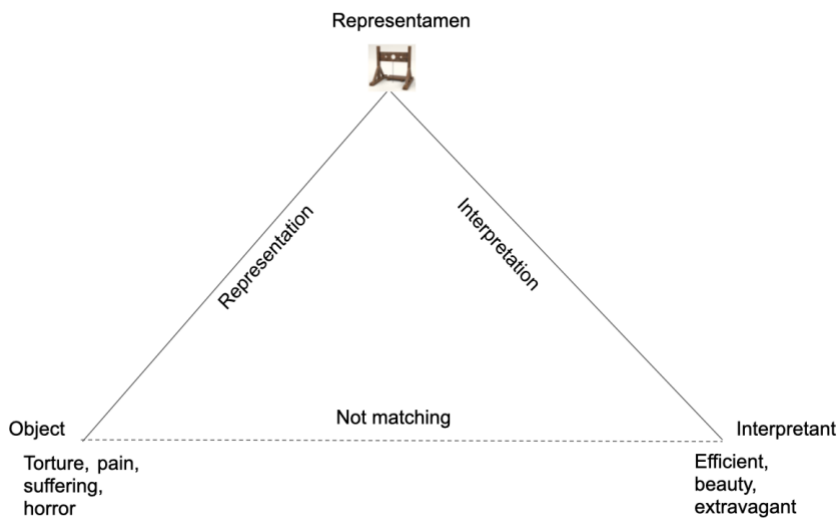 Representamen
Representation
Interpretation
Not matching
Object
Interpretant
Torture, pain,
suffering,
horror
Efficient,
beauty,
extravagant